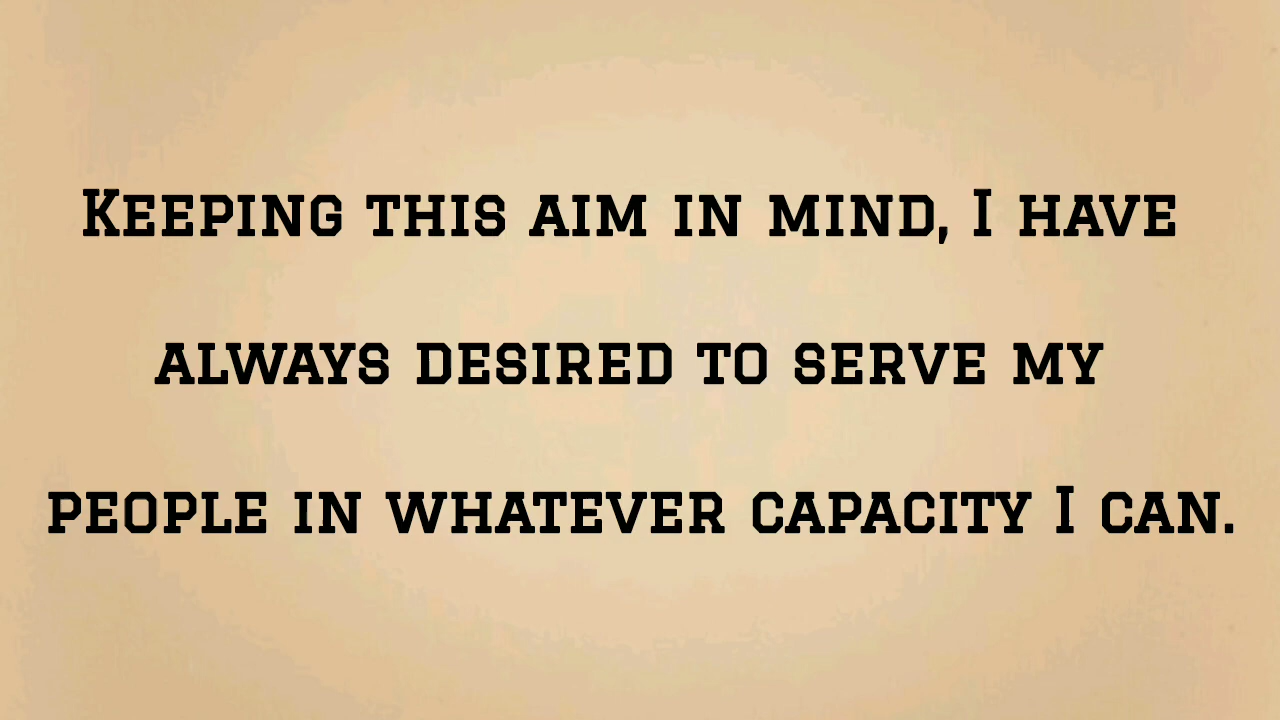 Keeping this aim in mind, I have
always desired to serve my
people in whatever capacity I can.